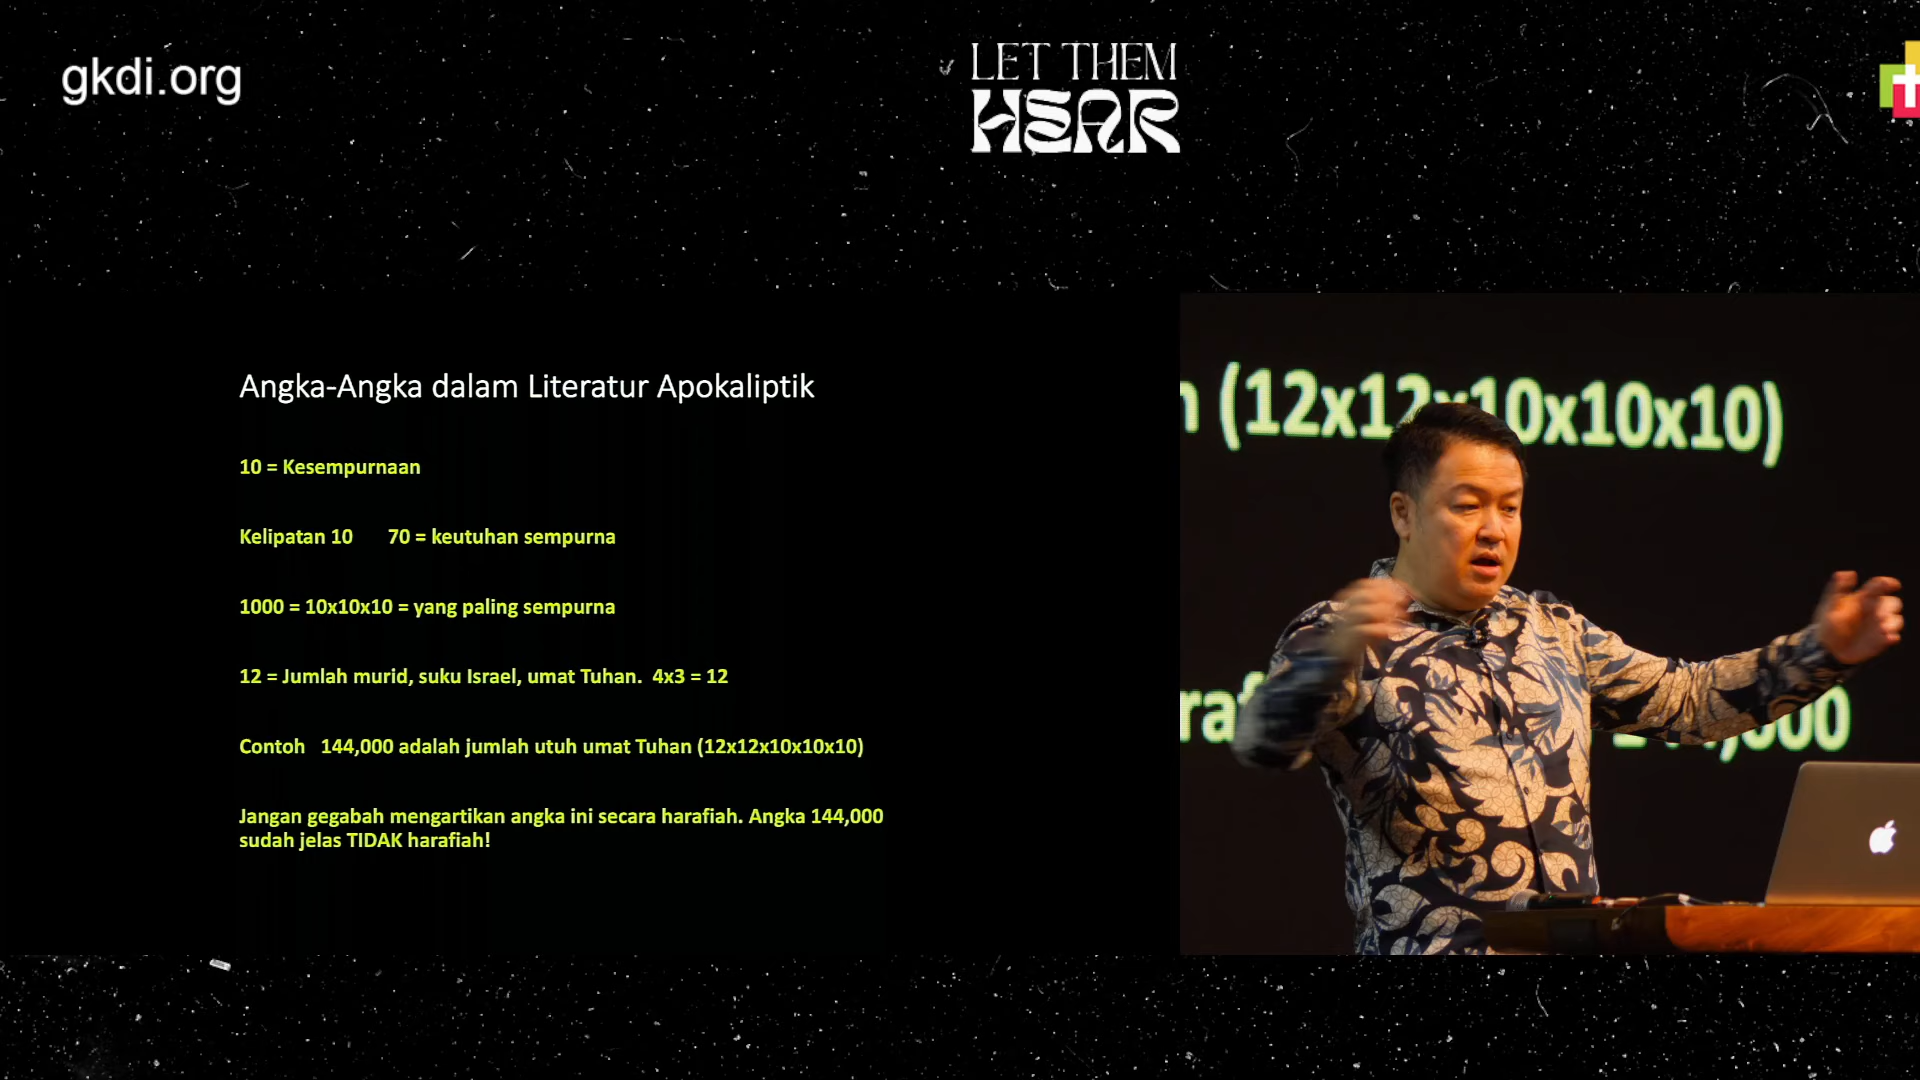 gkdi.org
LET THEM
HEAR
Angka-Angka dalam Literatur Apokaliptik
10 = Kesempurnaan
Kelipatan 10 70 = keutuhan sempurna
1000 = 10x10x10 = yang paling sempurna
12 = Jumlah murid, suku Israel, umat Tuhan. 4x3 = 12
Contoh 144,000 adalah jumlah utuh umat Tuhan (12x12x10x10x10)
Jangan gegabah mengartikan angka ini secara harafiah. Angka 144,000
sudah jelas TIDAK harafiah!
(12x12x10x10x10)